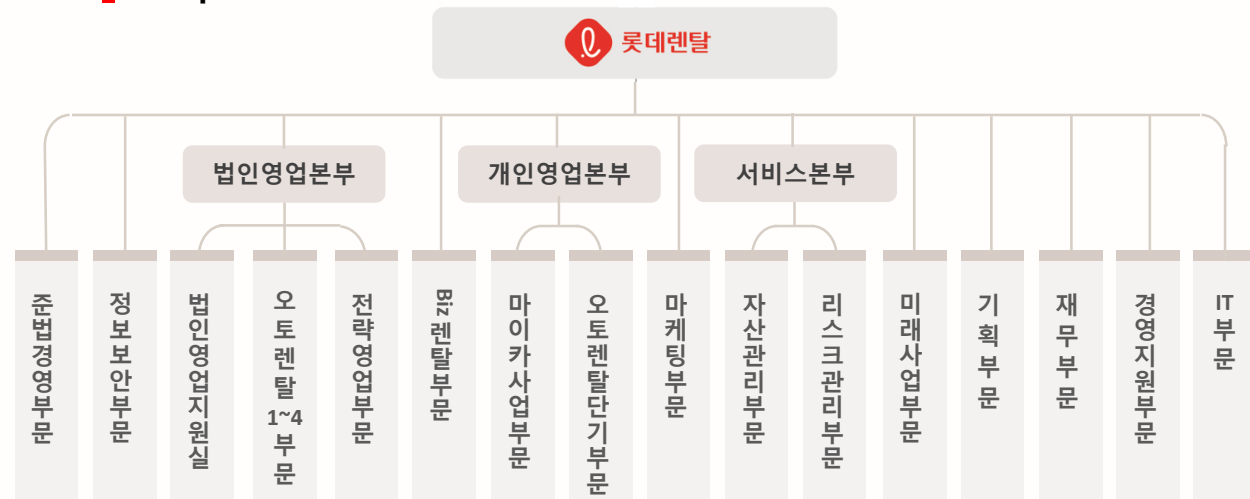 롯데렌탈
법인영업본부
개인영업본부
서비스본부
준법경영부문
정보보안부문
법인영업지원실
오토렌탈1~4부문
전략영업부문
Biz렌탈부문
마이카사업부문
오토렌탈단기부문
마케팅부문
자산관리부문
리스크관리부문
미래사업부문
기획부문
재무부문
경영지원부문
IT부문